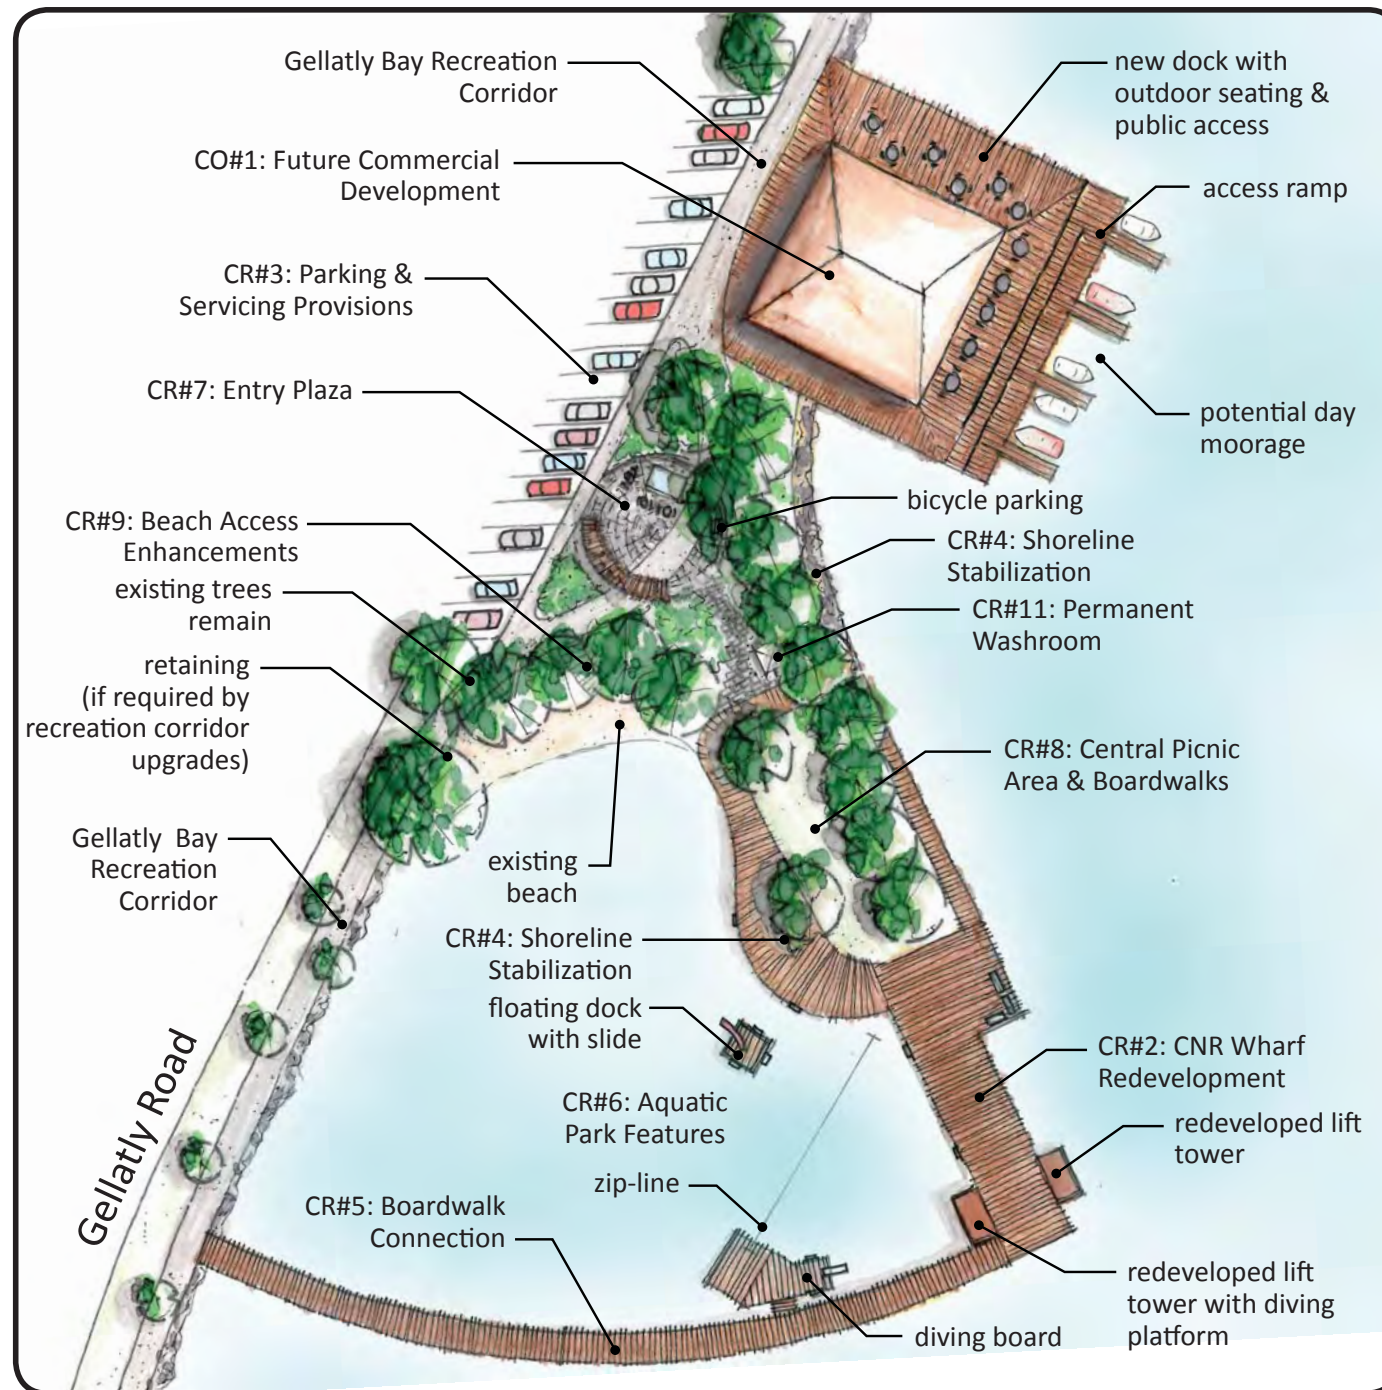 Gellatly Bay Recreation
Corridor
CO#1: Future Commercial
Development
CR#3: Parking &
Servicing Provisions
CR#7: Entry Plaza
CR#9: Beach Access
Enhancements
existing trees
remain
retaining
(if required by
recreation corridor
upgrades)
Gellatly Bay
Recreation
Corridor
Gellatly Road
new dock with
outdoor seating &
public access
access ramp
potential day
moorage
bicycle parking
CR#4: Shoreline
Stabilization
CR#11: Permanent
Washroom
CR#8: Central Picnic
Area & Boardwalks
existing
beach
CR#4: Shoreline
Stabilization
floating dock
with slide
CR#6: Aquatic
Park Features
zip-line
CR#5: Boardwalk
Connection
CR#2: CNR Wharf
Redevelopment
redeveloped lift
tower
redeveloped lift
tower with diving
platform
diving board